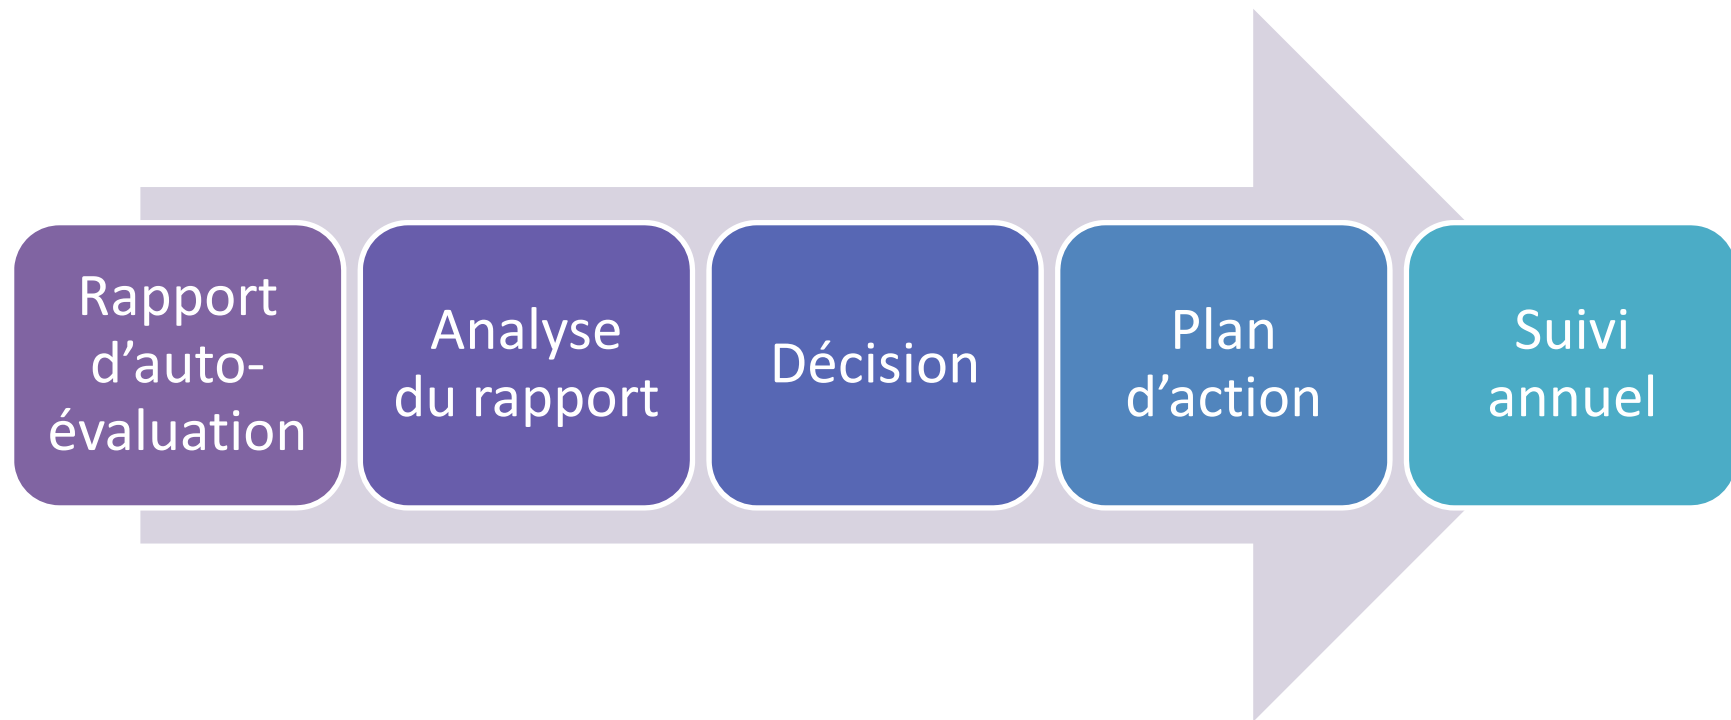 Rapport
d’auto-
évaluation
Analyse
du rapport
Décision
Plan
d’action
Suivi
annuel